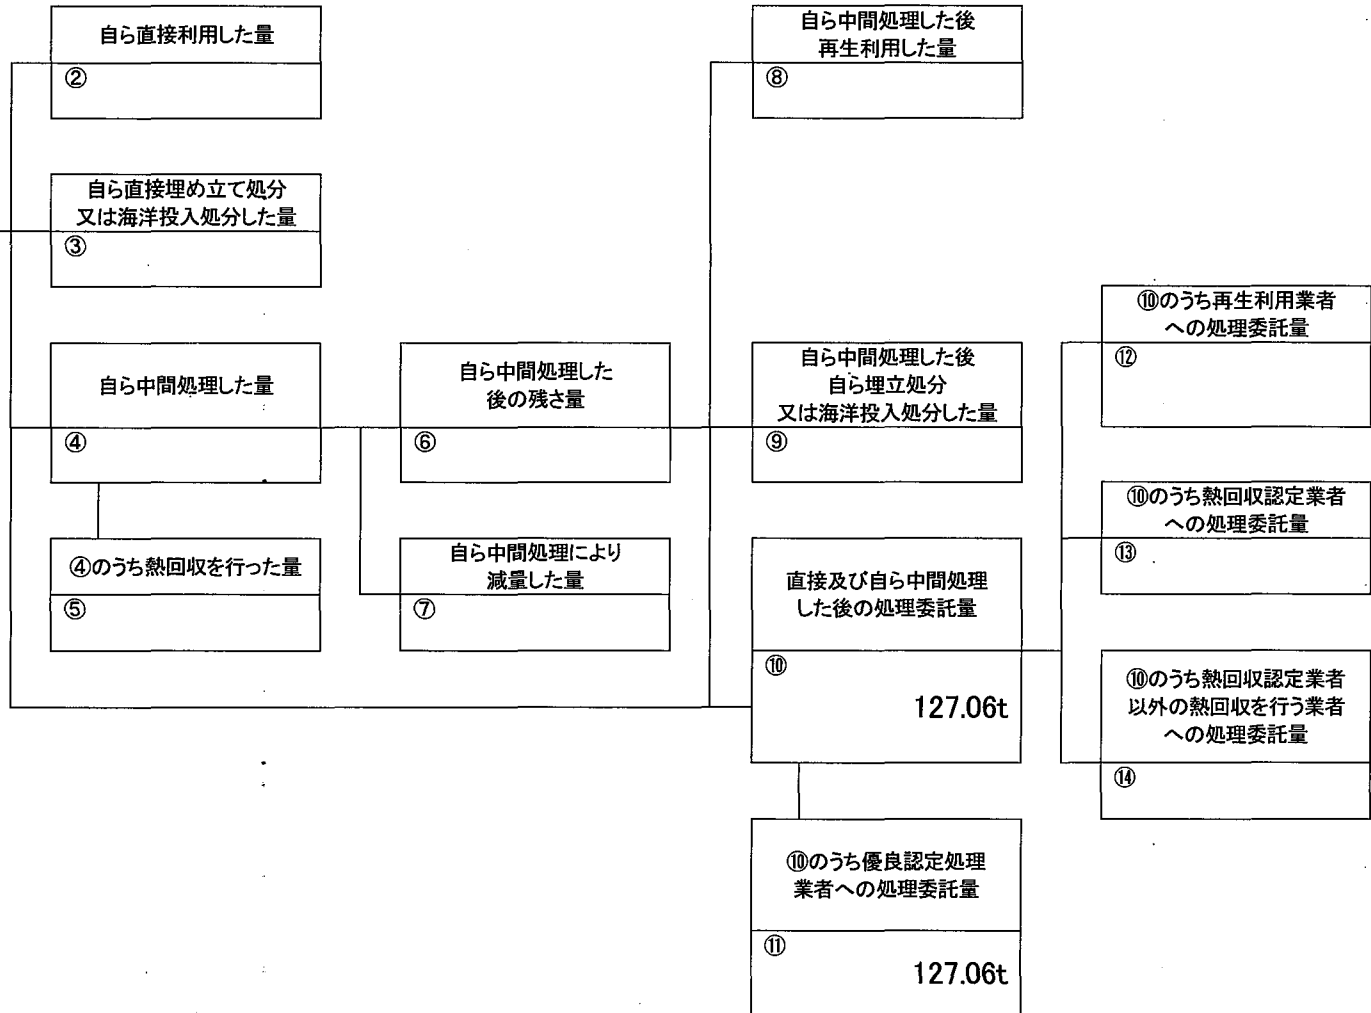 自ら直接利用した量
②
自ら直接埋め立て処分
又は海洋投入処分した量
③
自ら中間処理した量
④
④のうち熱回収を行った量
⑤
自ら中間処理した
後の残さ量
⑥
自ら中間処理により
減量した量
⑦
自ら中間処理した後
再生利用した量
⑧
自ら中間処理した後
自ら埋立処分
又は海洋投入処分した量
⑨
直接及び自ら中間処理
した後の処理委託量
⑩
127.06t
⑩のうち優良認定処理
業者への処理委託量
⑪
127.06t
⑩のうち再生利用業者
への処理委託量
⑫
⑩のうち熱回収認定業者
への処理委託量
⑬
⑩のうち熱回収認定業者
以外の熱回収を行う業者
への処理委託量
⑭